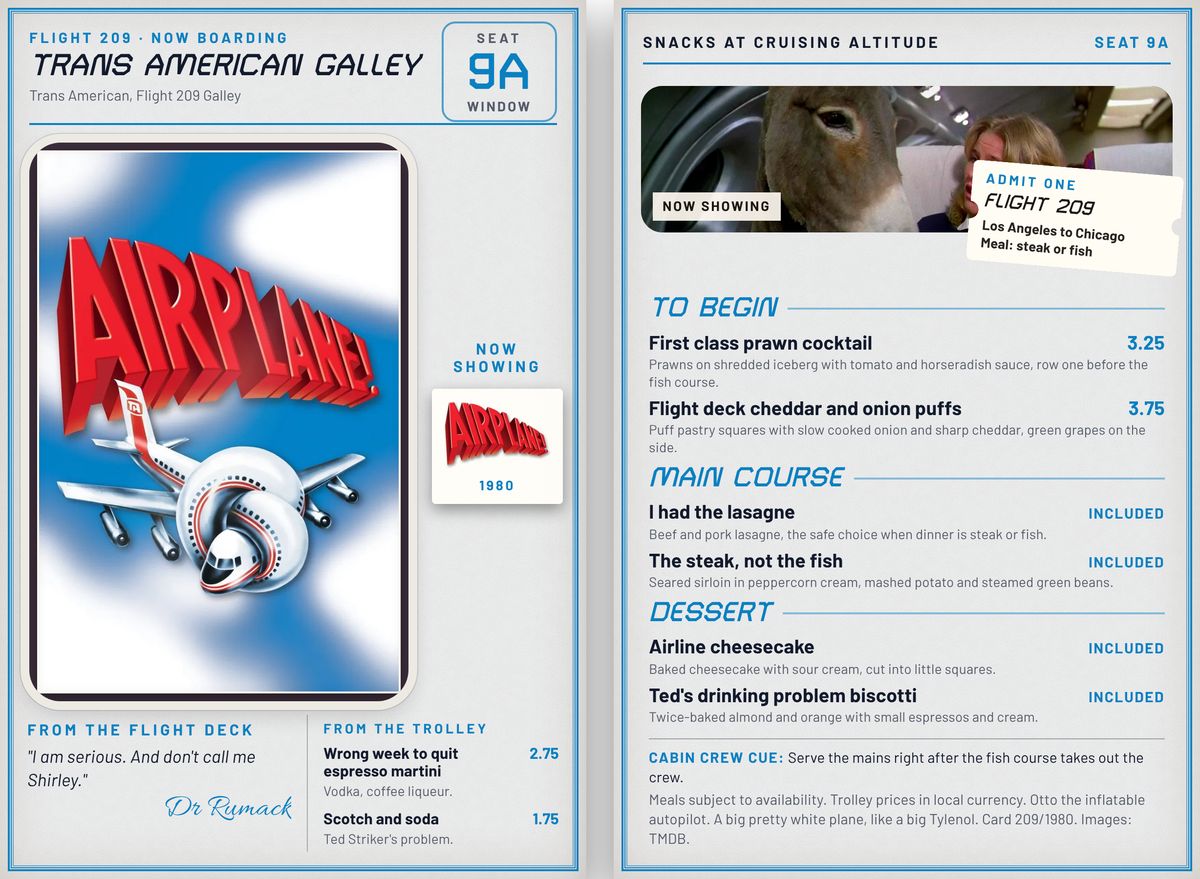 FLIGHT 209 · NOW BOARDING
TRANS AMERICAN GALLEY
Trans American, Flight 209 Galley
SEAT
9A
WINDOW
AIRPLANE!
TA
NOW
SHOWING
AIRPLANE!
1980
FROM THE FLIGHT DECK
"I am serious. And don't call me
Shirley."
Dr Rumack
FROM THE TROLLEY
Wrong week to quit 2.75
espresso martini
Vodka, coffee liqueur.
Scotch and soda 1.75
Ted Striker's problem.
SNACKS AT CRUISING ALTITUDE SEAT 9A
NOW SHOWING
ADMIT ONE
FLIGHT 209
Los Angeles to Chicago
Meal: steak or fish
TO BEGIN
First class prawn cocktail 3.25
Prawns on shredded iceberg with tomato and horseradish sauce, row one before the
fish course.
Flight deck cheddar and onion puffs 3.75
Puff pastry squares with slow cooked onion and sharp cheddar, green grapes on the
side.
MAIN COURSE
I had the lasagne INCLUDED
Beef and pork lasagne, the safe choice when dinner is steak or fish.
The steak, not the fish INCLUDED
Seared sirloin in peppercorn cream, mashed potato and steamed green beans.
DESSERT
Airline cheesecake INCLUDED
Baked cheesecake with sour cream, cut into little squares.
Ted's drinking problem biscotti INCLUDED
Twice-baked almond and orange with small espressos and cream.
CABIN CREW CUE: Serve the mains right after the fish course takes out the
crew.
Meals subject to availability. Trolley prices in local currency. Otto the inflatable
autopilot. A big pretty white plane, like a big Tylenol. Card 209/1980. Images:
TMDB.